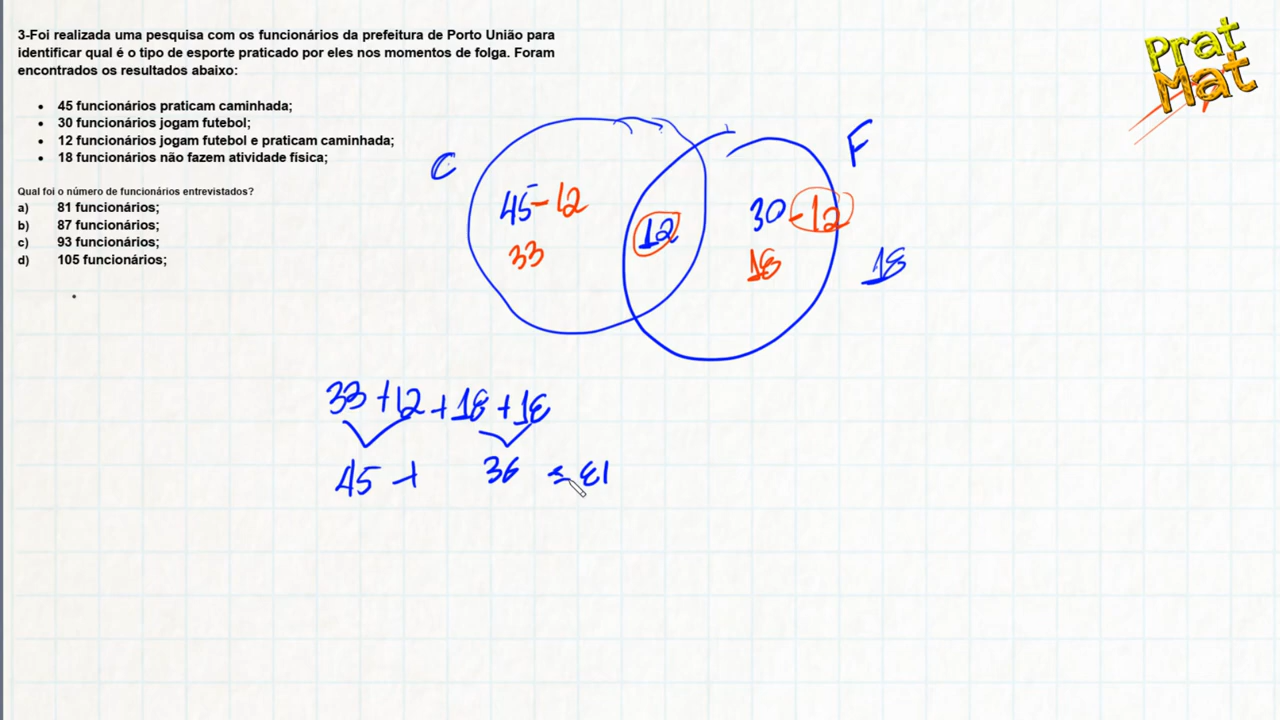 3-Foi realizada uma pesquisa com os funcionários da prefeitura de Porto União para
identificar qual é o tipo de esporte praticado por eles nos momentos de folga. Foram
encontrados os resultados abaixo:
• 45 funcionários praticam caminhada;
• 30 funcionários jogam futebol;
• 12 funcionários jogam futebol e praticam caminhada;
• 18 funcionários não fazem atividade física;
Qual foi o número de funcionários entrevistados?
a) 81 funcionários;
b) 87 funcionários;
c) 93 funcionários;
d) 105 funcionários;
Prat
Mat
C
F
45-12
33
12
30-12
18
18
33+12+18+18
45+ 36 = 81